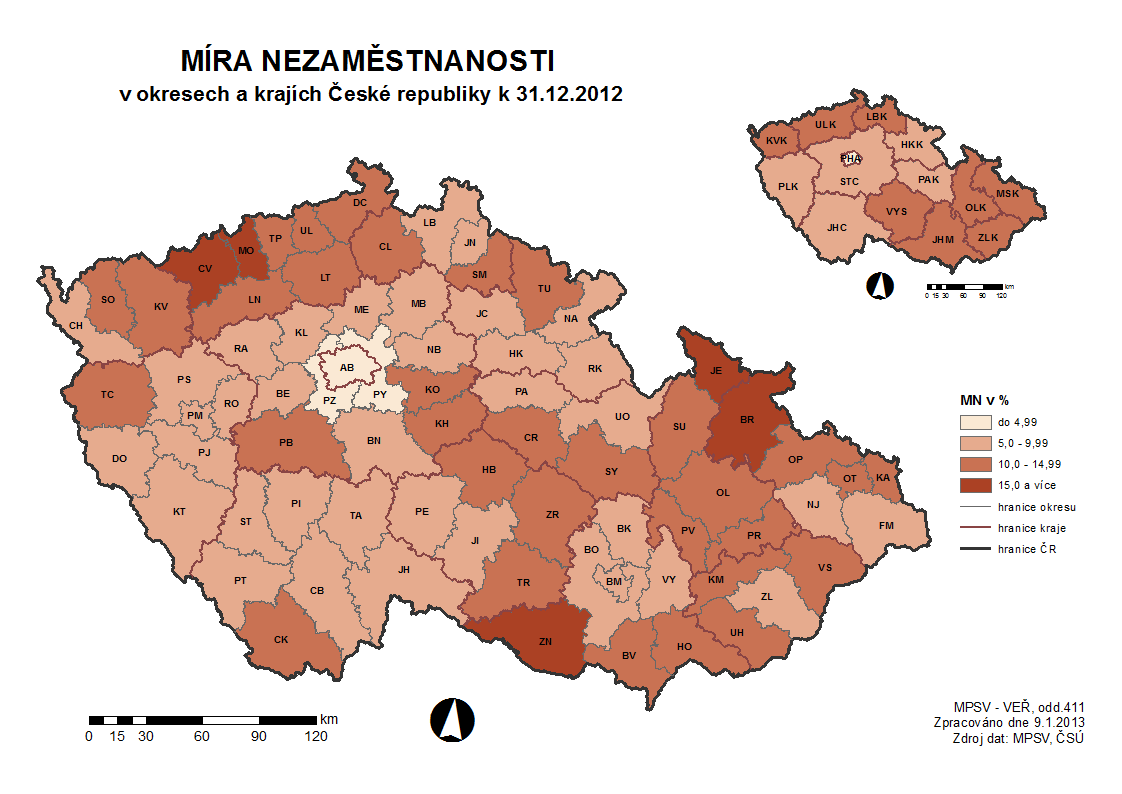 MÍRA NEZAMĚSTNANOSTI
v okresech a krajích České republiky k 31.12.2012
LBK
ULK
KVK
HKK
PHA
PLK
STC
PAK
MSK
VYS
OLK
JHC
JHM
ZLK
km
0 15 30 60 90 120
DC
LB
UL
TP
JN
CL
MO
CV
SM
LT
TU
SO
LN
KV
MB
ME
JC
NA
CH
KL
RA
NB
HK
AB
RK
JE
PS
KO
TC
BE
PZ
PY
PA
RO
PM
UO
BR
KH
SU
CR
PB
BN
PJ
DO
OP
HB
SY
OT
KA
OL
PI
NJ
KT
PE
ZR
TA
ST
FM
BK
PV
PR
JI
BO
VS
JH
PT
TR
BM
VY
KM
CB
ZL
UH
CK
ZN
HO
BV
MN v %
do 4,99
5,0 - 9,99
10,0 - 14,99
15,0 a více
hranice okresu
hranice kraje
hranice ČR
km
0 15 30 60 90 120
MPSV - VEŘ, odd.411
Zpracováno dne 9.1.2013
Zdroj dat: MPSV, ČSÚ